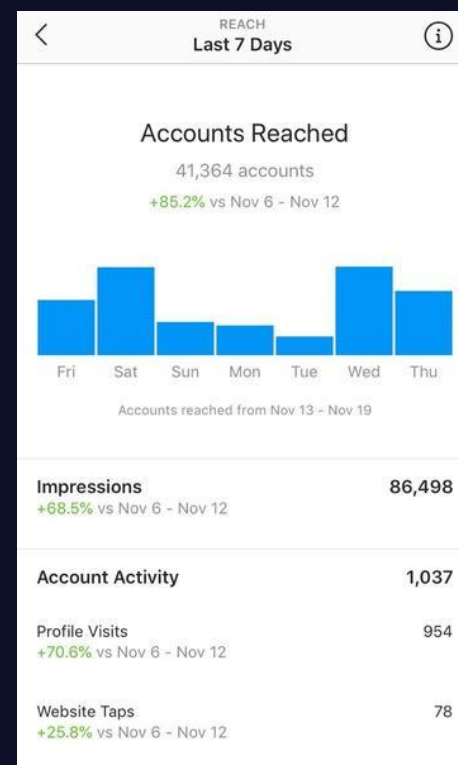 REACH
Last 7 Days
Accounts Reached
41,364 accounts
+85.2% vs Nov 6 - Nov 12
Fri Sat Sun Mon Tue Wed Thu
Accounts reached from Nov 13 - Nov 19
Impressions 86,498
+68.5% vs Nov 6 - Nov 12
Account Activity 1,037
Profile Visits 954
+70.6% vs Nov 6 - Nov 12
Website Taps 78
+25.8% vs Nov 6 - Nov 12